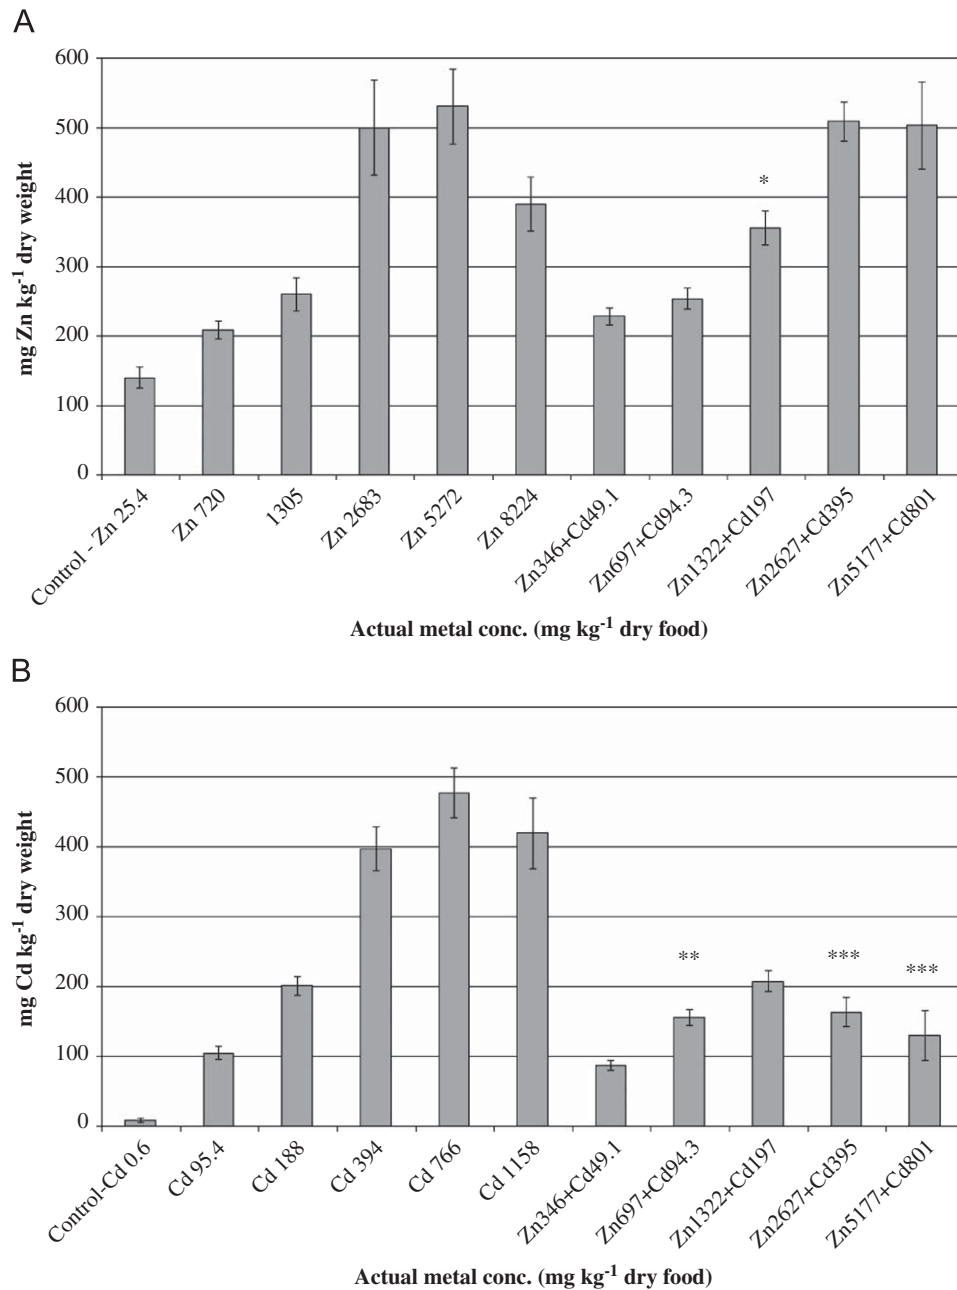 A
600
500
400
300
200
100
0
mg Zn kg-1 dry weight
*
Control - Zn 25.4
Zn 720
1305
Zn 2683
Zn 5272
Zn 8224
Zn346+Cd49.1
Zn697+Cd94.3
Zn1322+Cd197
Zn2627+Cd395
Zn5177+Cd801
Actual metal conc. (mg kg-1 dry food)
B
600
500
400
300
200
100
0
mg Cd kg-1 dry weight
**
***
***
Control-Cd 0.6
Cd 95.4
Cd 188
Cd 394
Cd 766
Cd 1158
Zn346+Cd49.1
Zn697+Cd94.3
Zn1322+Cd197
Zn2627+Cd395
Zn5177+Cd801
Actual metal conc. (mg kg-1 dry food)